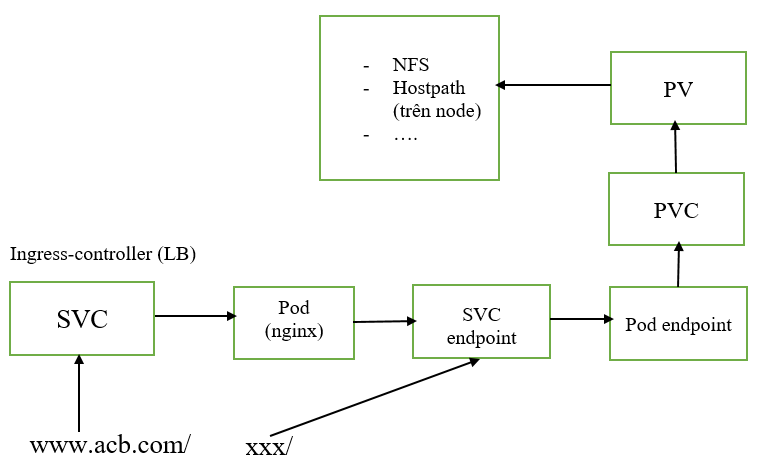 - NFS
- Hostpath
(trên node)
- ....
PV
PVC
Ingress-controller (LB)
SVC
Pod
(nginx)
SVC
endpoint
Pod endpoint
www.acb.com/
xxx/